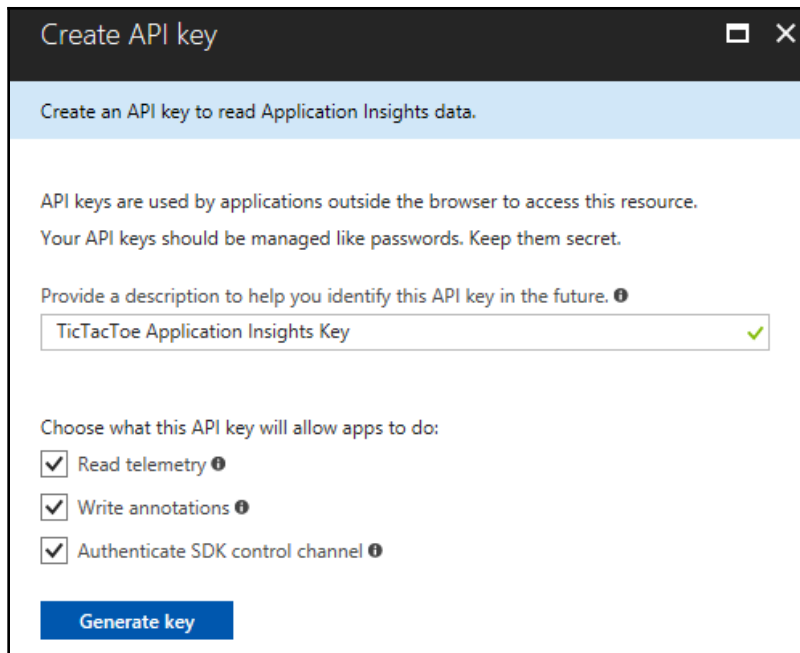 Create API key
Create an API key to read Application Insights data.
API keys are used by applications outside the browser to access this resource.
Your API keys should be managed like passwords. Keep them secret.
Provide a description to help you identify this API key in the future.
TicTacToe Application Insights Key
Choose what this API key will allow apps to do:
Read telemetry
Write annotations
Authenticate SDK control channel
Generate key